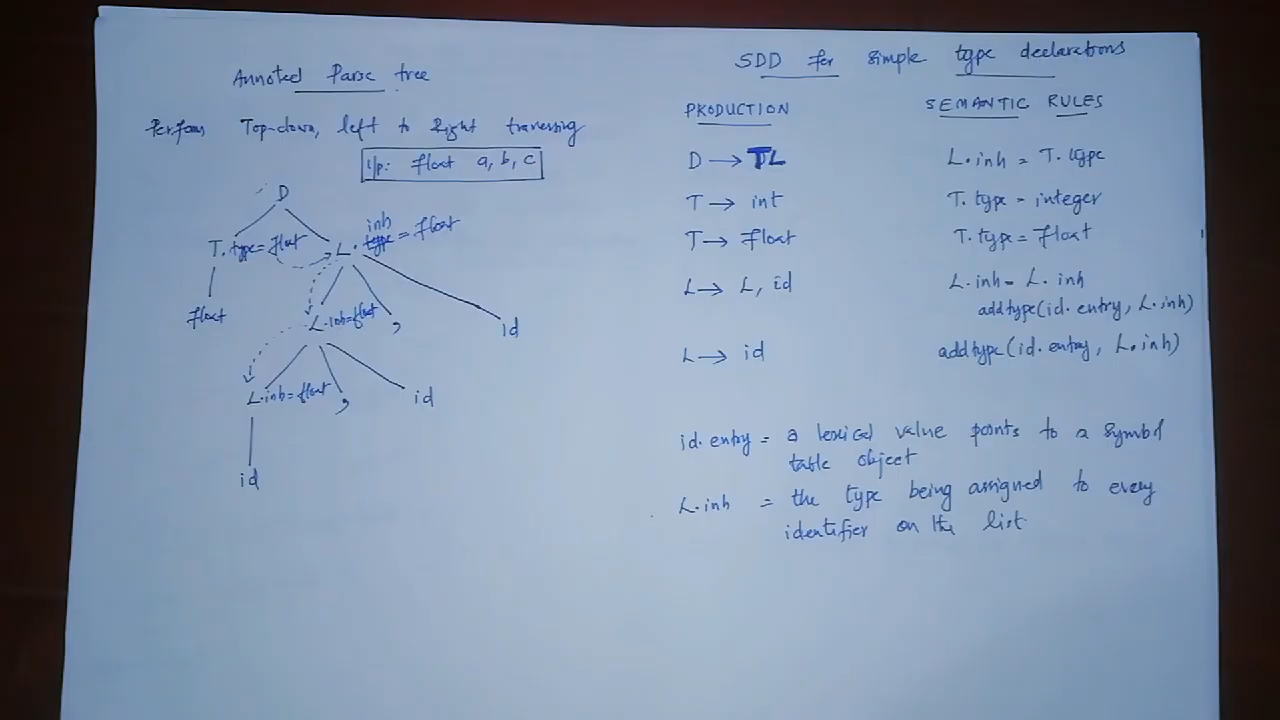 Annoted Parse tree
Perform Top-down, left to Right traversing
i/p: float a, b, c
D
T.type=float L.inh type = float
float L.inh=float , id
L.inh=float , id
id
SDD for simple type declarations
PRODUCTION SEMANTIC RULES
D → TL L.inh = T.type
T → int T.type = integer
T → float T.type = float
L → L, id L.inh = L.inh
addtype(id.entry, L.inh)
L → id addtype(id.entry, L.inh)
id.entry = a lexical value points to a symbol
table object
L.inh = the type being assigned to every
identifier on the list